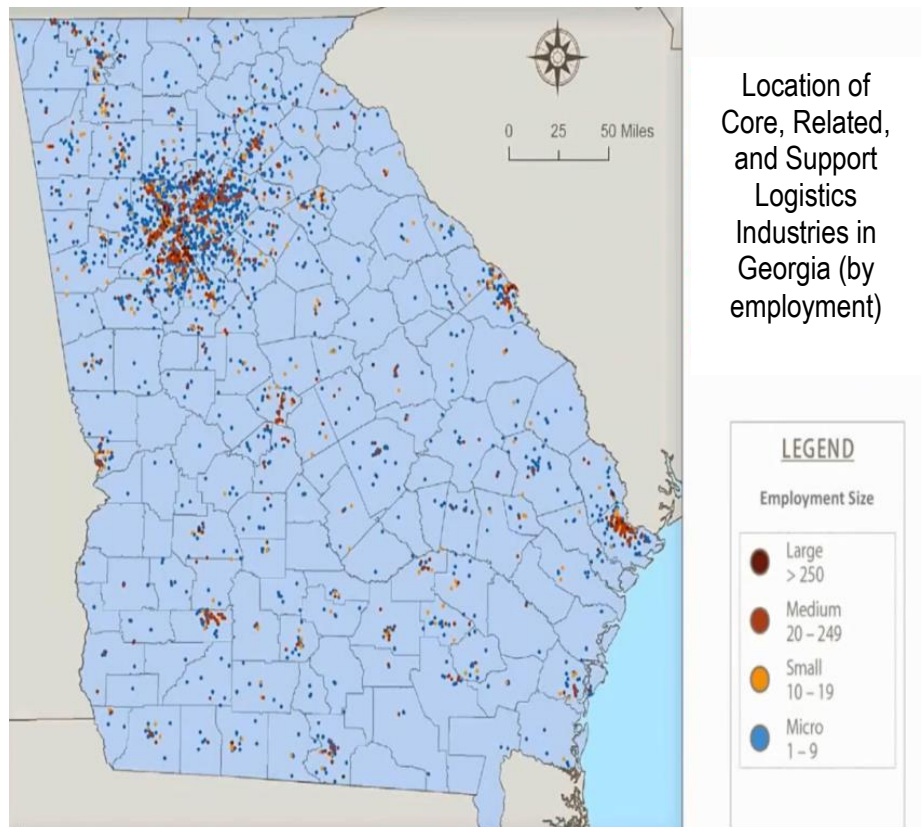 0 25 50 Miles
Location of
Core, Related,
and Support
Logistics
Industries in
Georgia (by
employment)
LEGEND
Employment Size
Large
> 250
Medium
20 – 249
Small
10 – 19
Micro
1 – 9